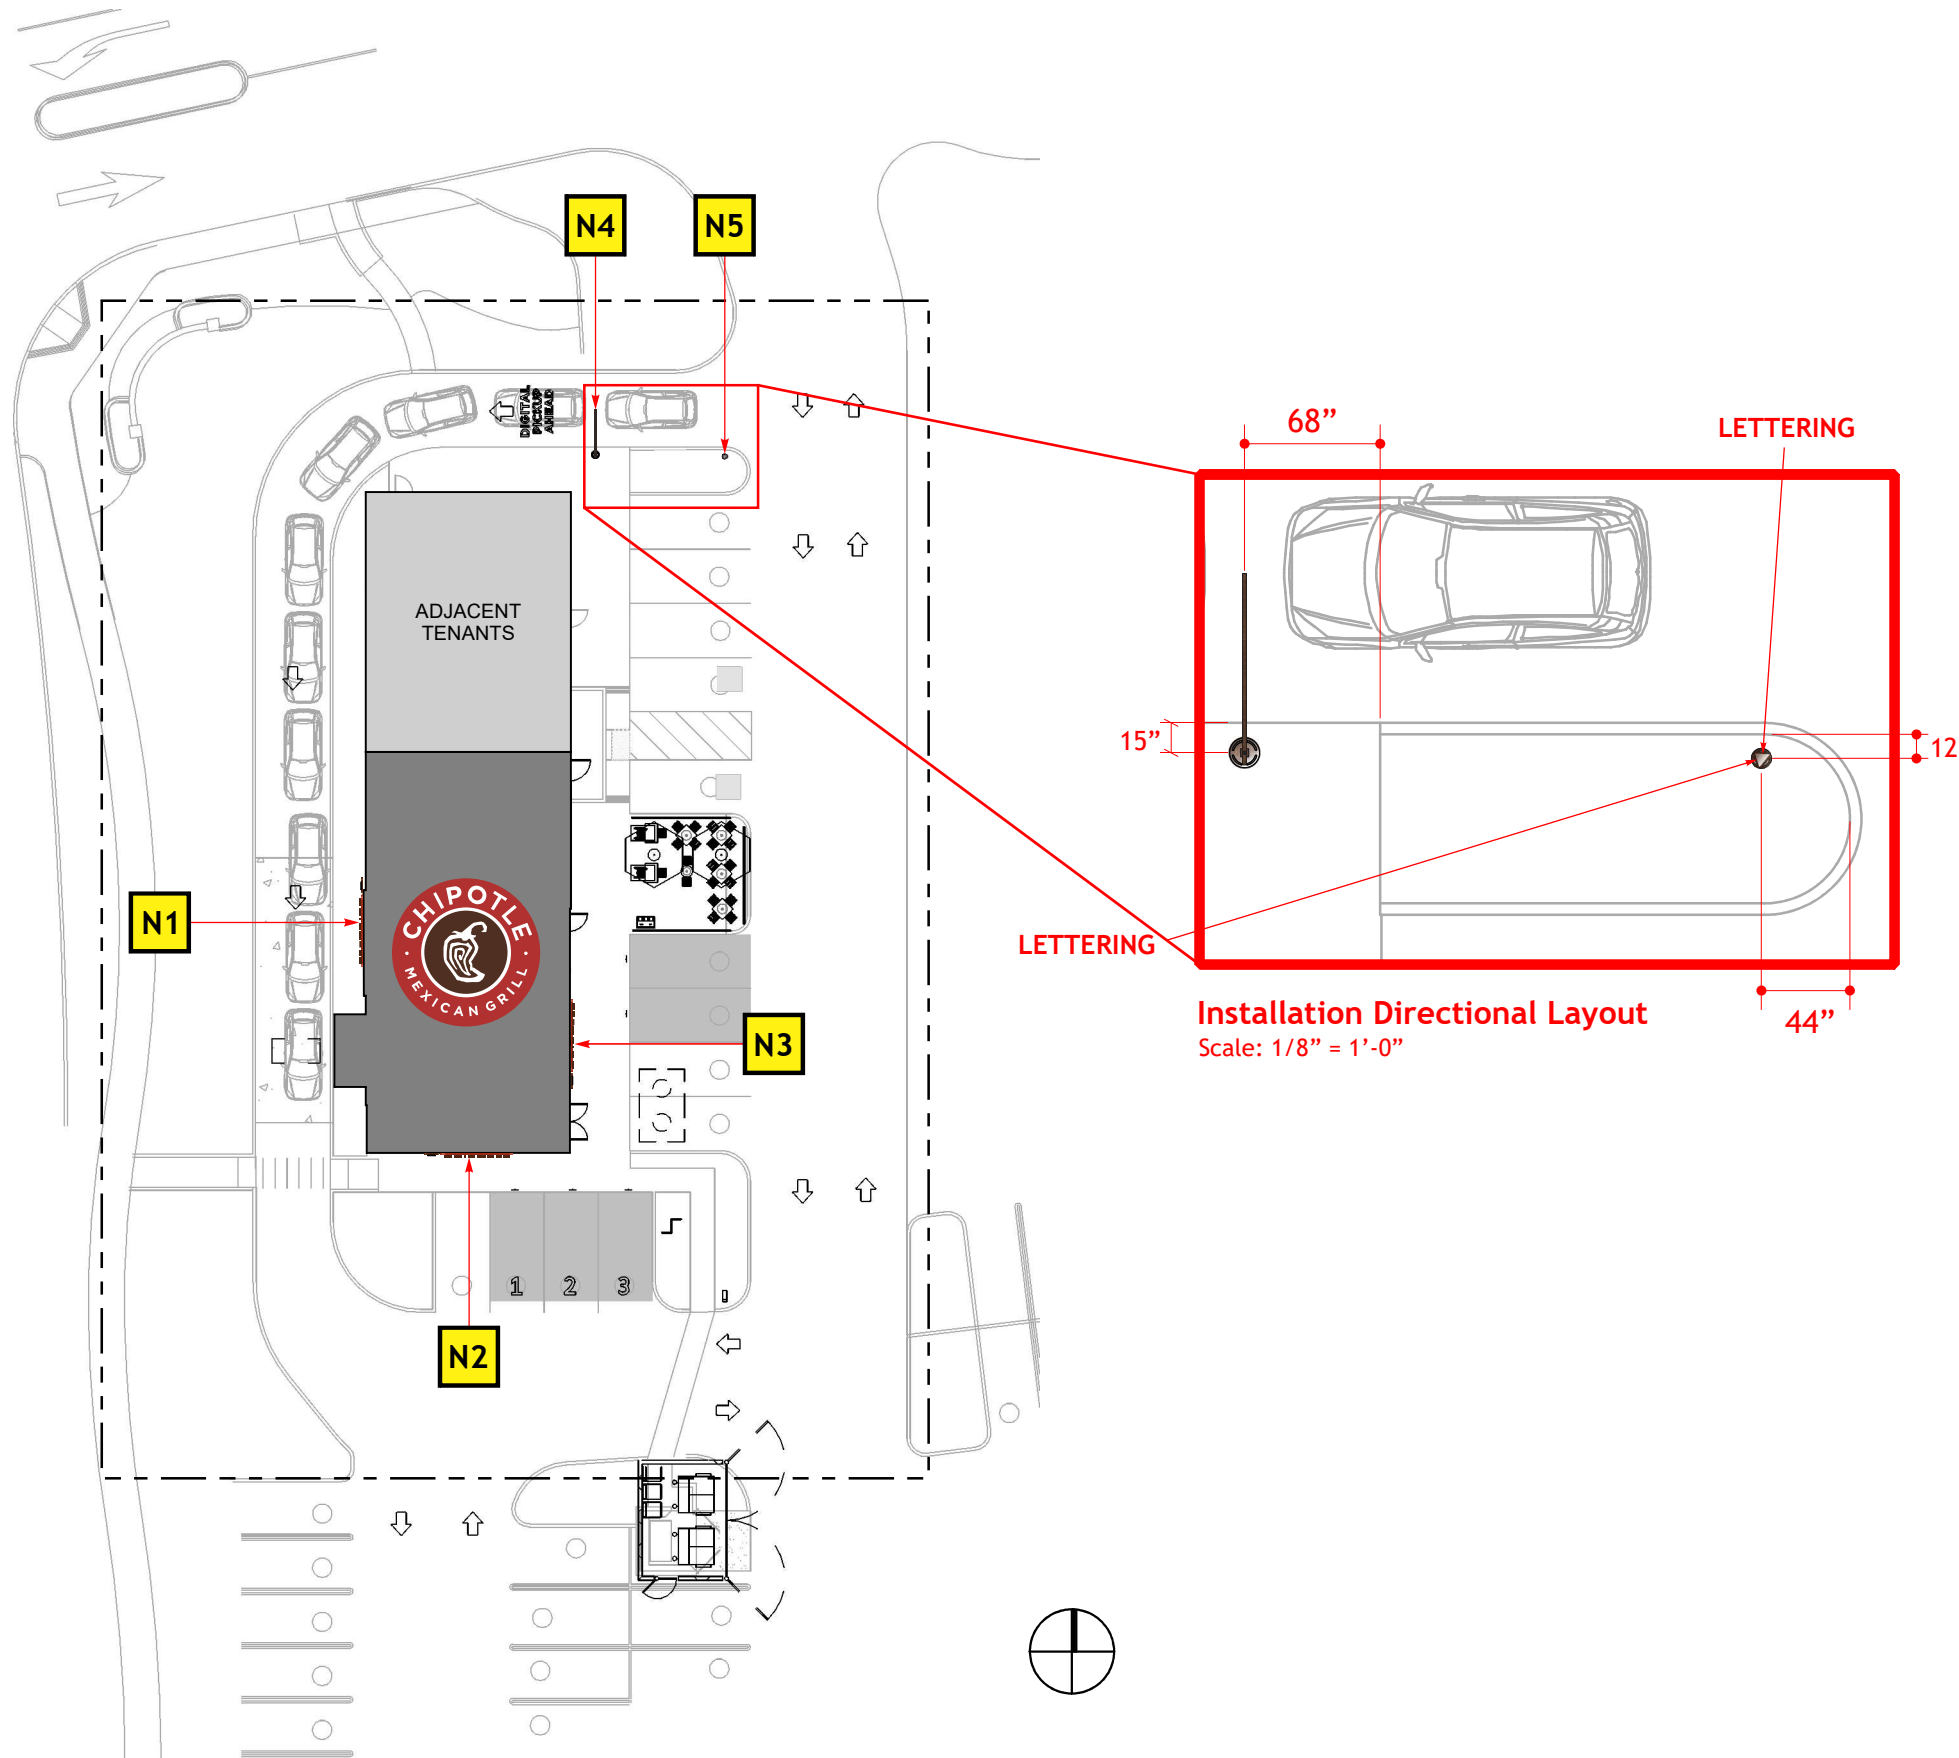 N4
N5
DIGITAL
PICKUP
AHEAD
68”
LETTERING
ADJACENT
TENANTS
15”
12
N1
CHIPOTLE
MEXICAN GRILL
LETTERING
N3
Installation Directional Layout
Scale: 1/8” = 1’-0”
44”
1
2
3
N2